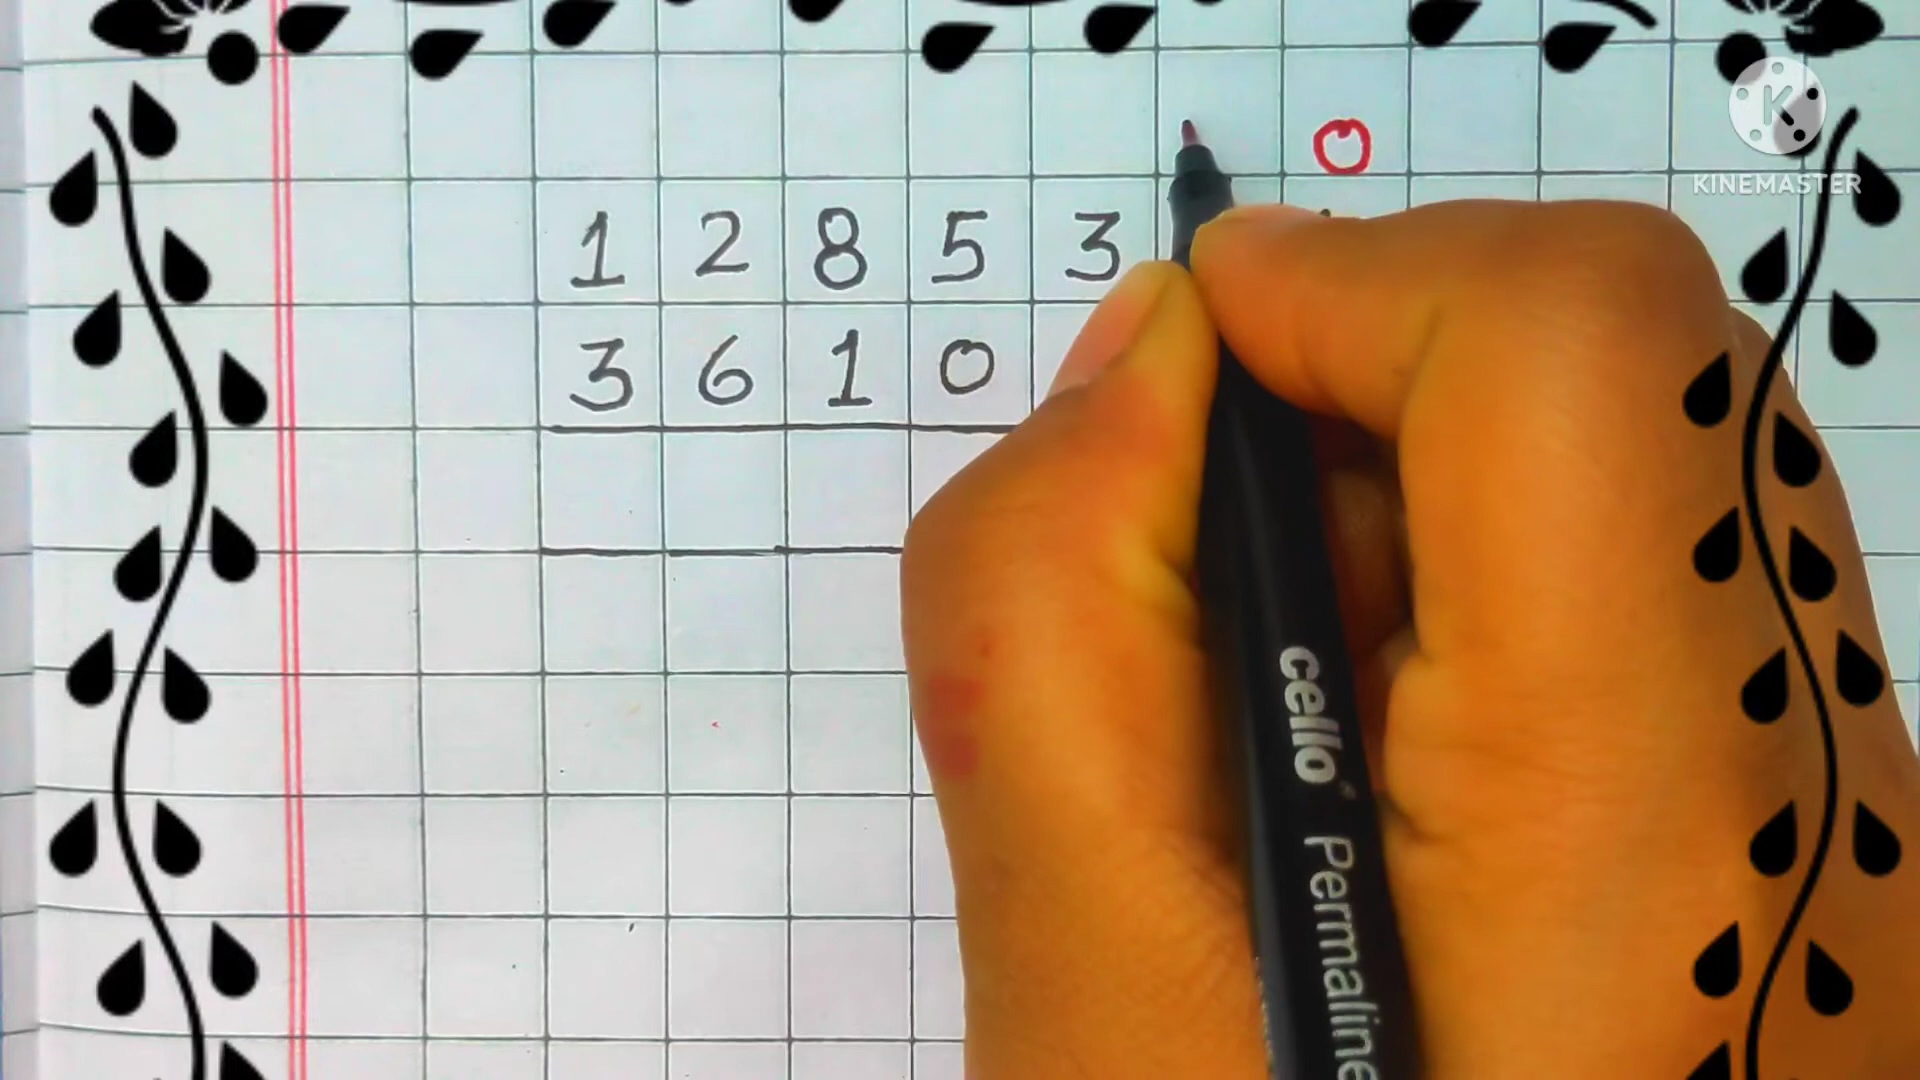 0
KINEMASTER
1 2 8 5 3
3 6 1 0
cello
Permaline